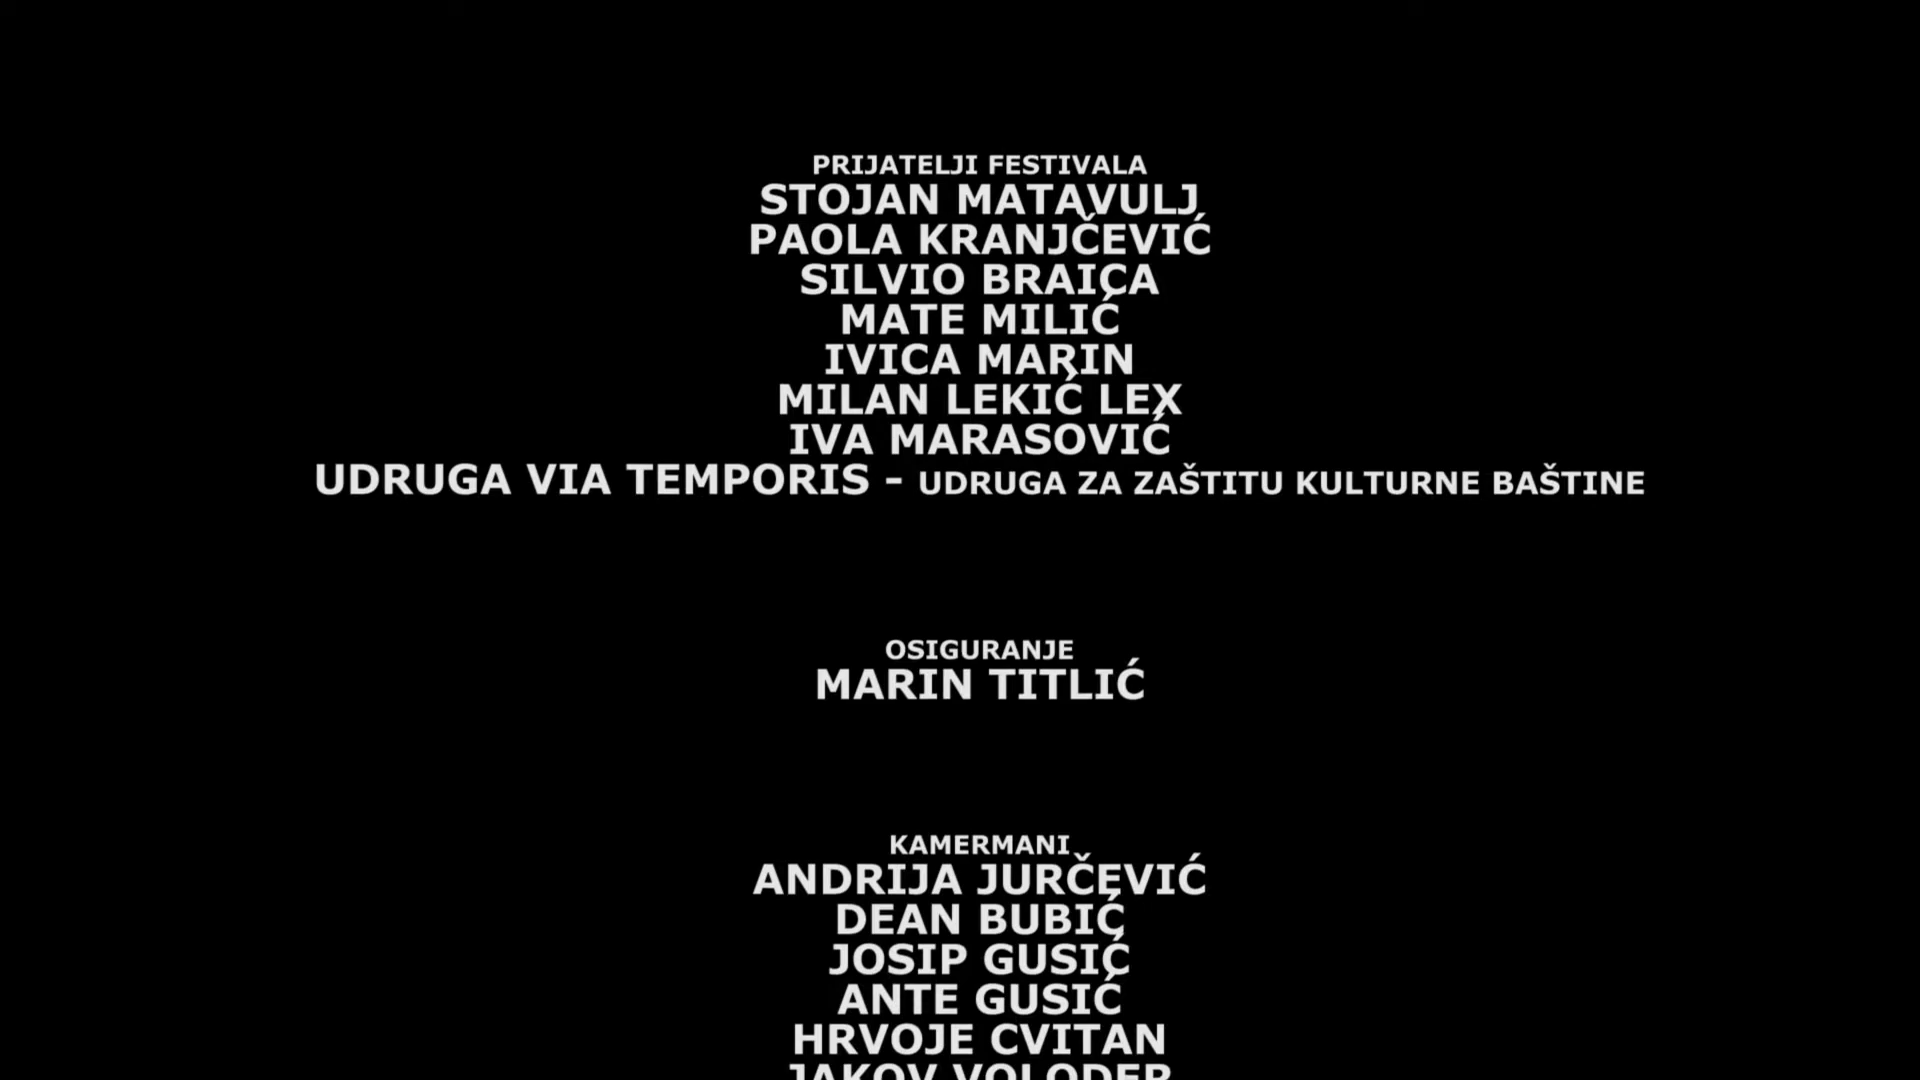 PRIJATELJI FESTIVALA
STOJAN MATAVULJ
PAOLA KRANJČEVIĆ
SILVIO BRAICA
MATE MILIĆ
IVICA MARIN
MILAN LEKIĆ LEX
IVA MARASOVIĆ
UDRUGA VIA TEMPORIS - UDRUGA ZA ZAŠTITU KULTURNE BAŠTINE
OSIGURANJE
MARIN TITLIĆ
KAMERMANI
ANDRIJA JURČEVIĆ
DEAN BUBIĆ
JOSIP GUSIĆ
ANTE GUSIĆ
HRVOJE CVITAN
JAKOV VOLODER